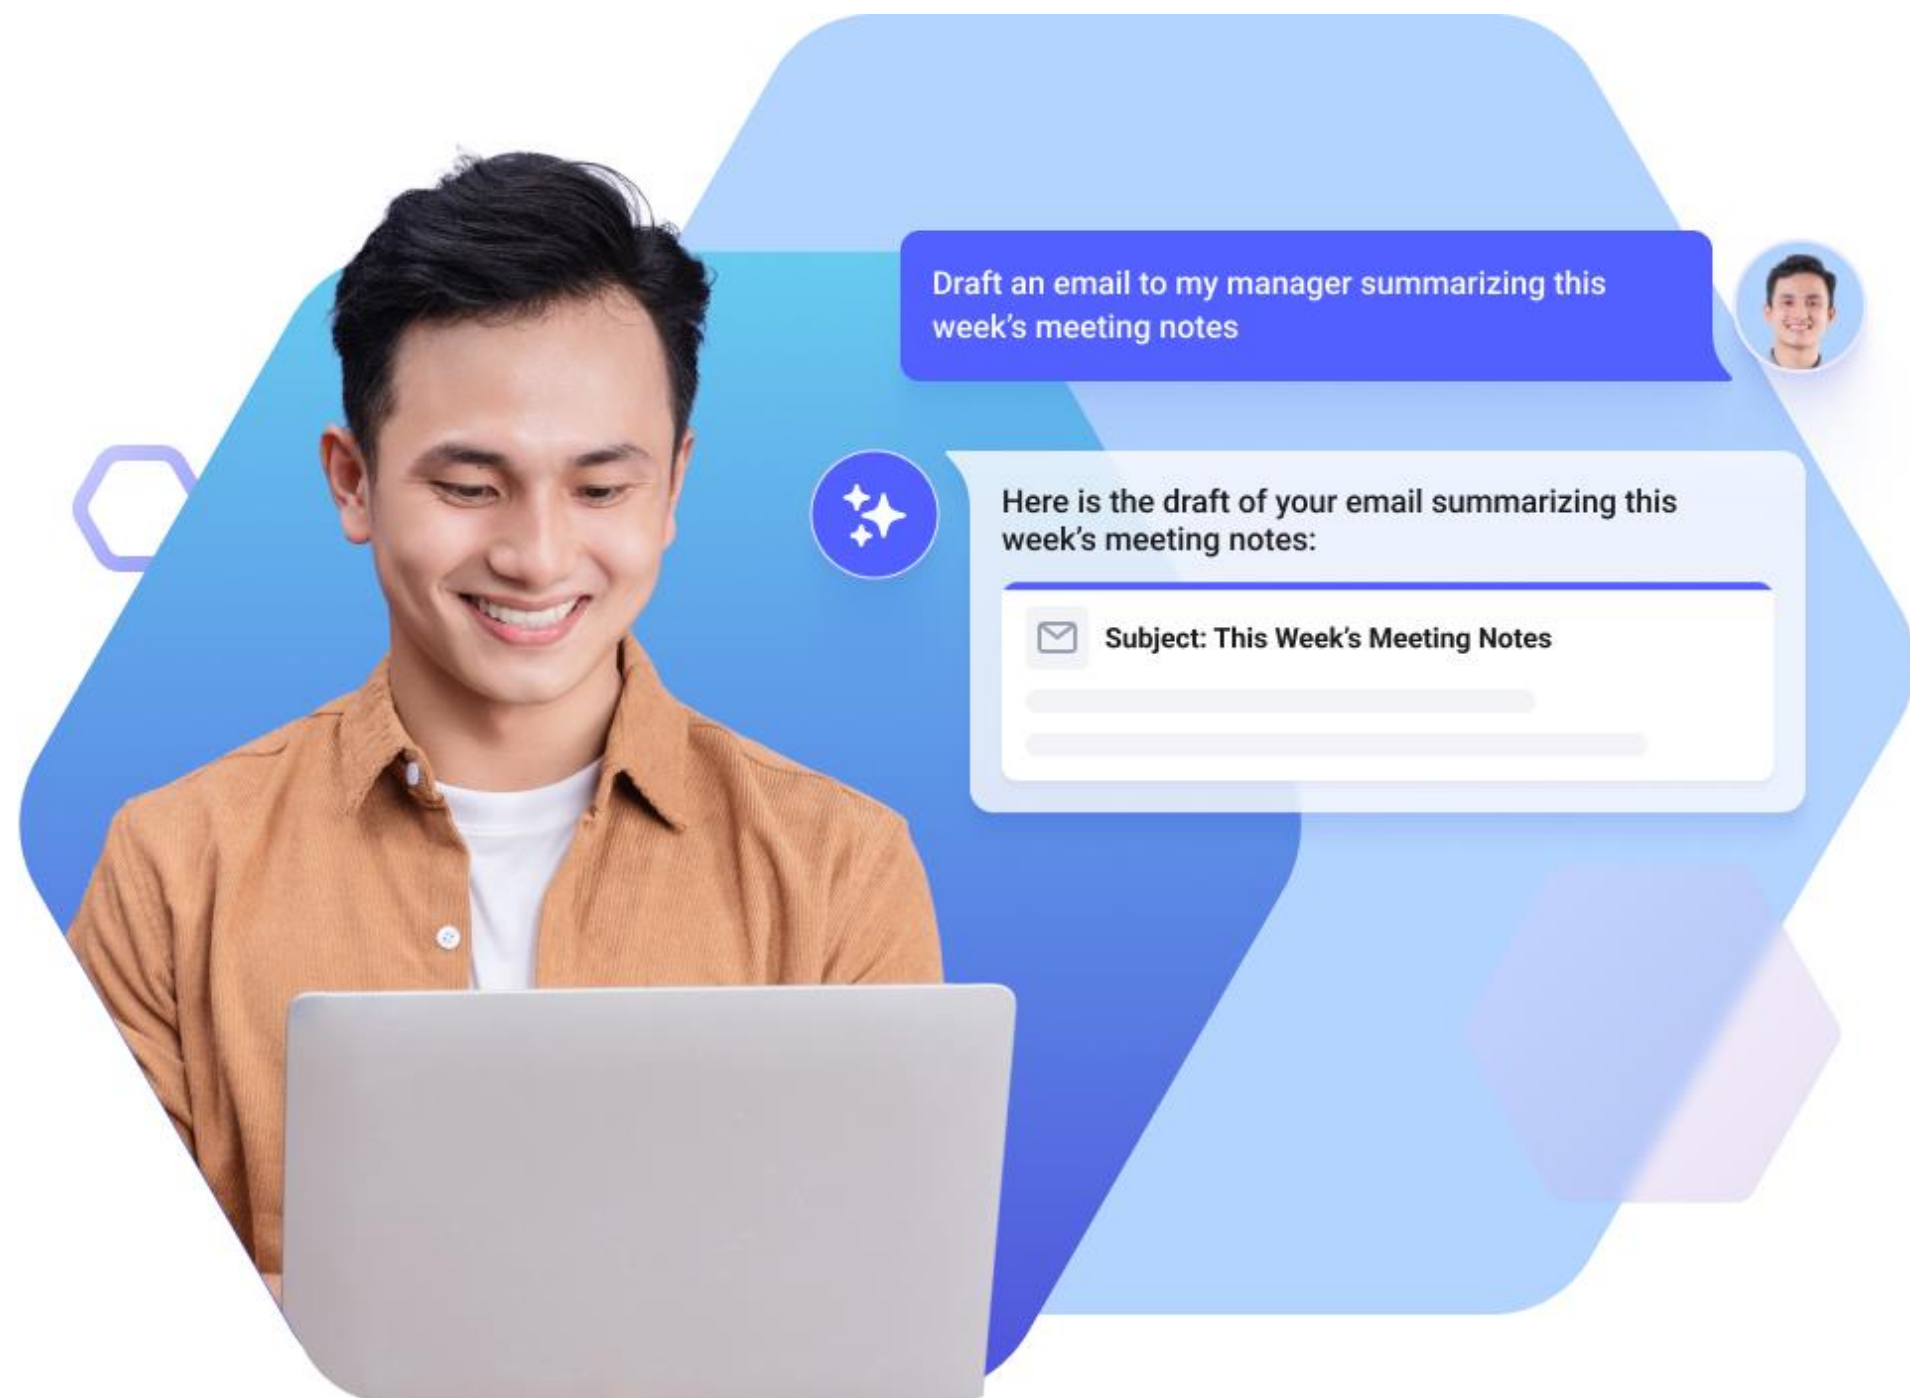 Draft an email to my manager summarizing this
week’s meeting notes
Here is the draft of your email summarizing this
week’s meeting notes:
Subject: This Week’s Meeting Notes